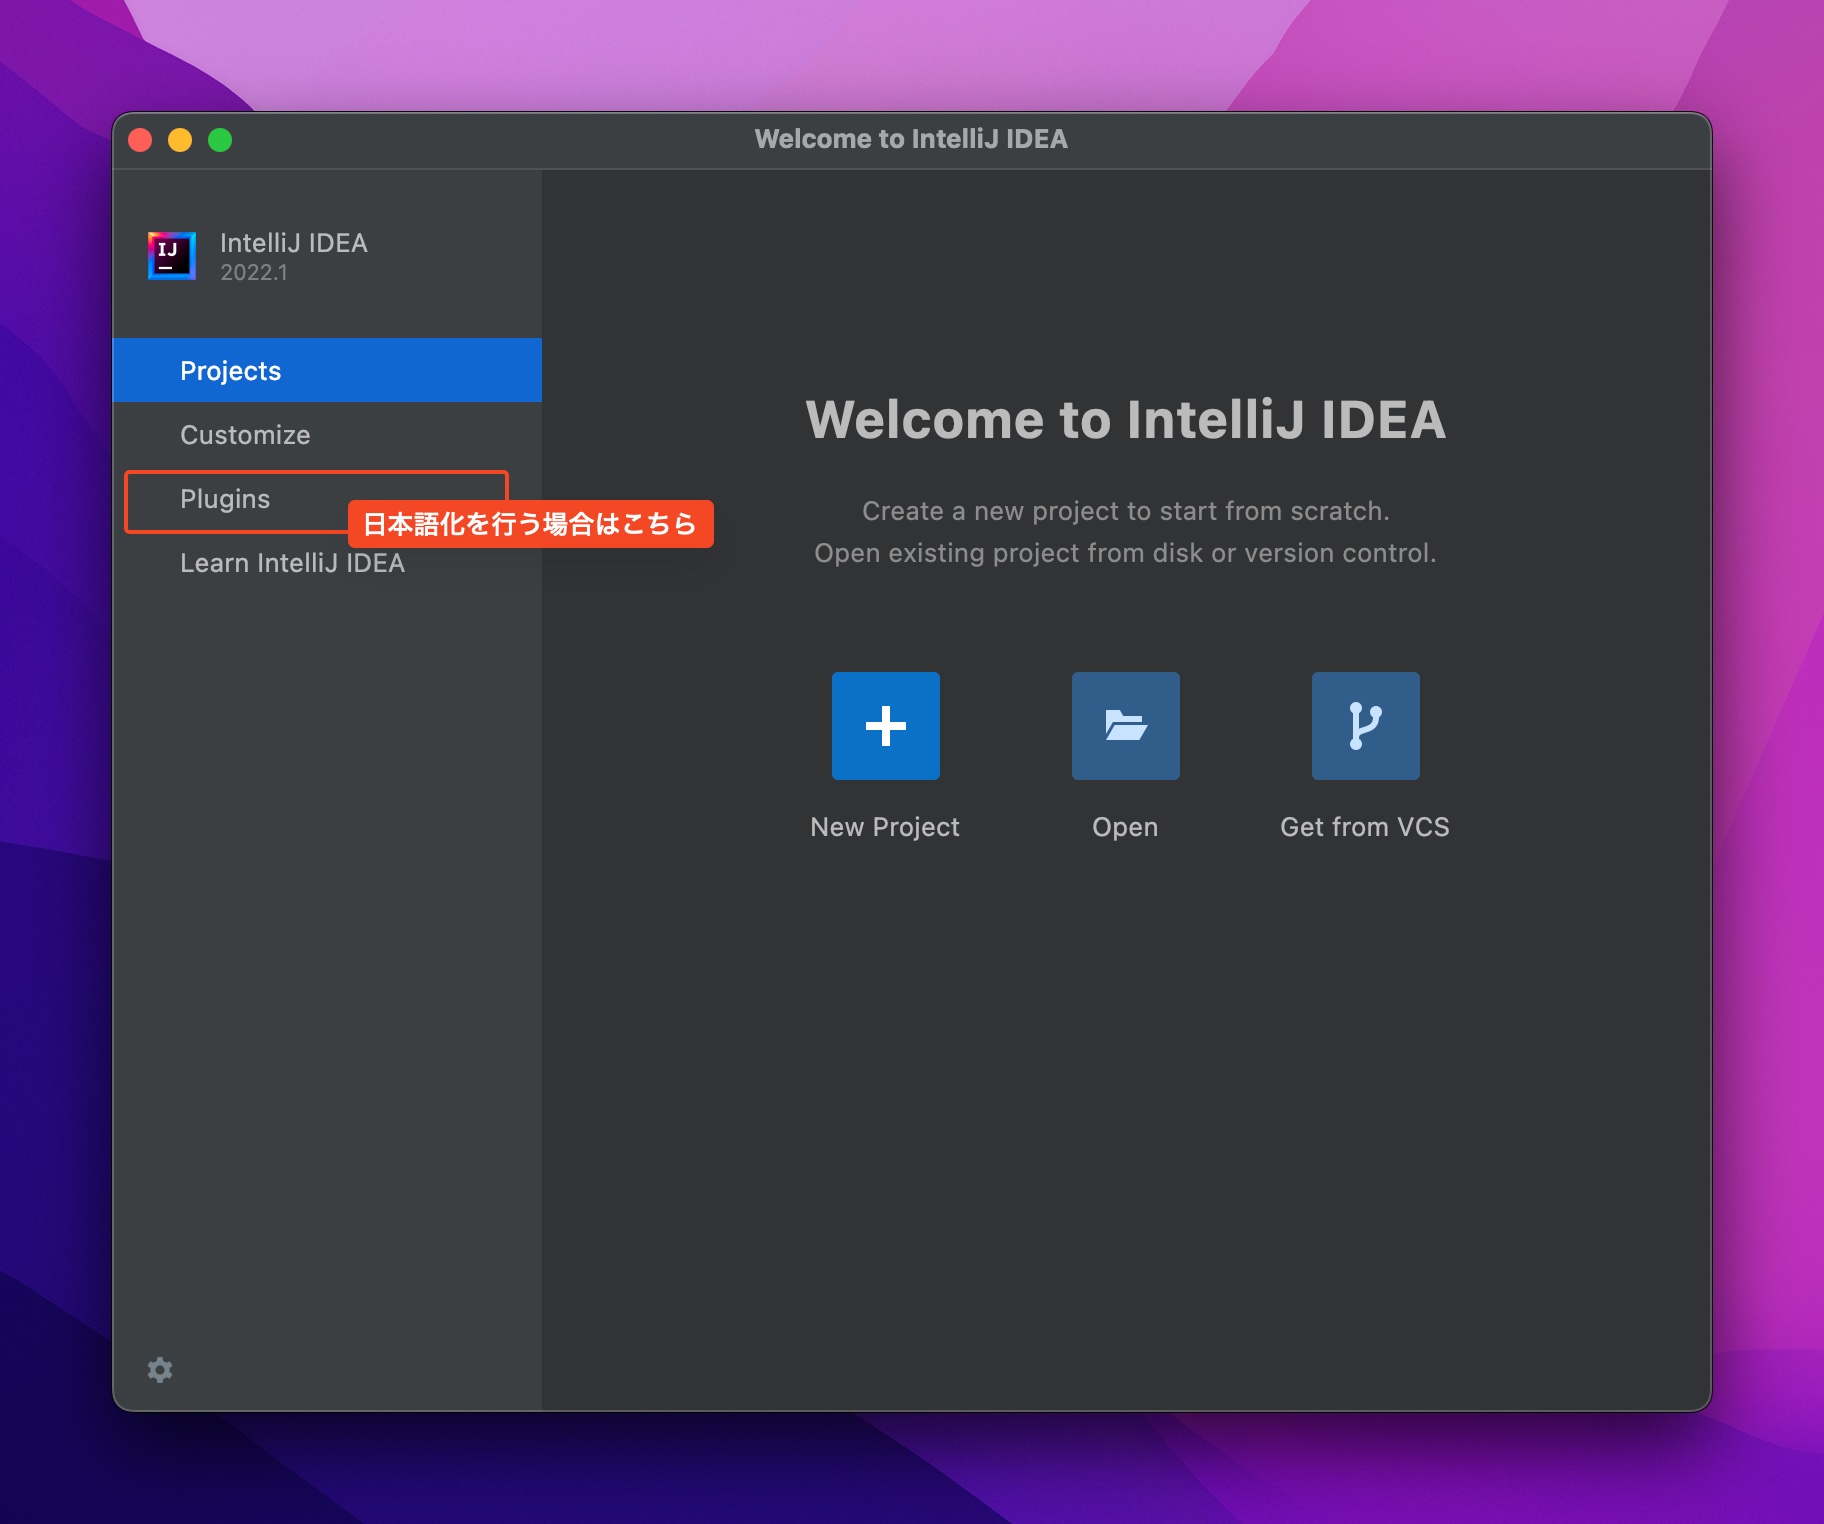 Welcome to IntelliJ IDEA
IJ
IntelliJ IDEA
2022.1
Projects
Customize
Plugins
日本語化を行う場合はこちら
Learn IntelliJ IDEA
Welcome to IntelliJ IDEA
Create a new project to start from scratch.
Open existing project from disk or version control.
New Project
Open
Get from VCS